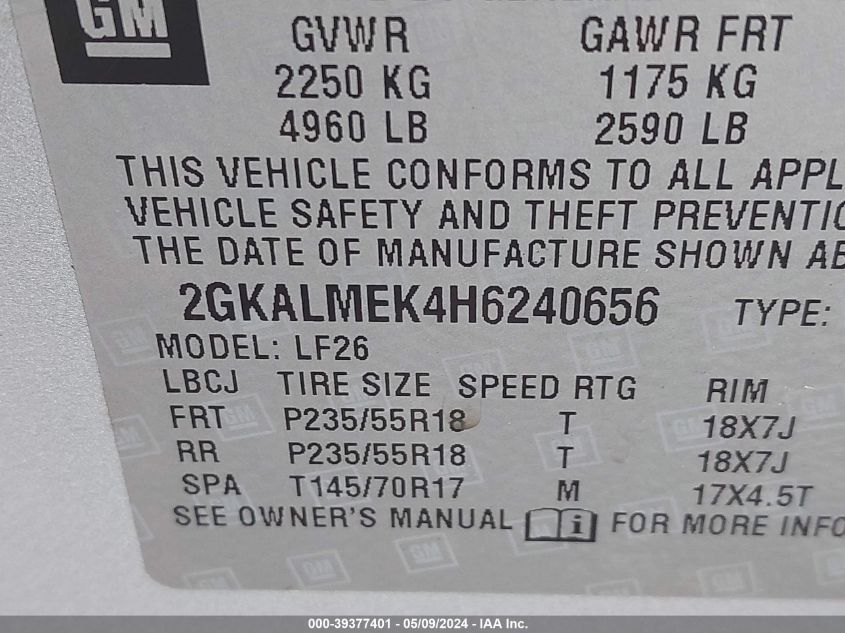 GM
GVWR GAWR FRT
2250 KG 1175 KG
4960 LB 2590 LB
THIS VEHICLE CONFORMS TO ALL APPL
VEHICLE SAFETY AND THEFT PREVENTIO
THE DATE OF MANUFACTURE SHOWN AB
2GKALMEK4H6240656 TYPE:
MODEL: LF26
LBCJ TIRE SIZE SPEED RTG RIM
FRT P235/55R18 T 18X7J
RR P235/55R18 T 18X7J
SPA T145/70R17 M 17X4.5T
SEE OWNER'S MANUAL i FOR MORE INFO
000-39377401 - 05/09/2024 - IAA Inc.